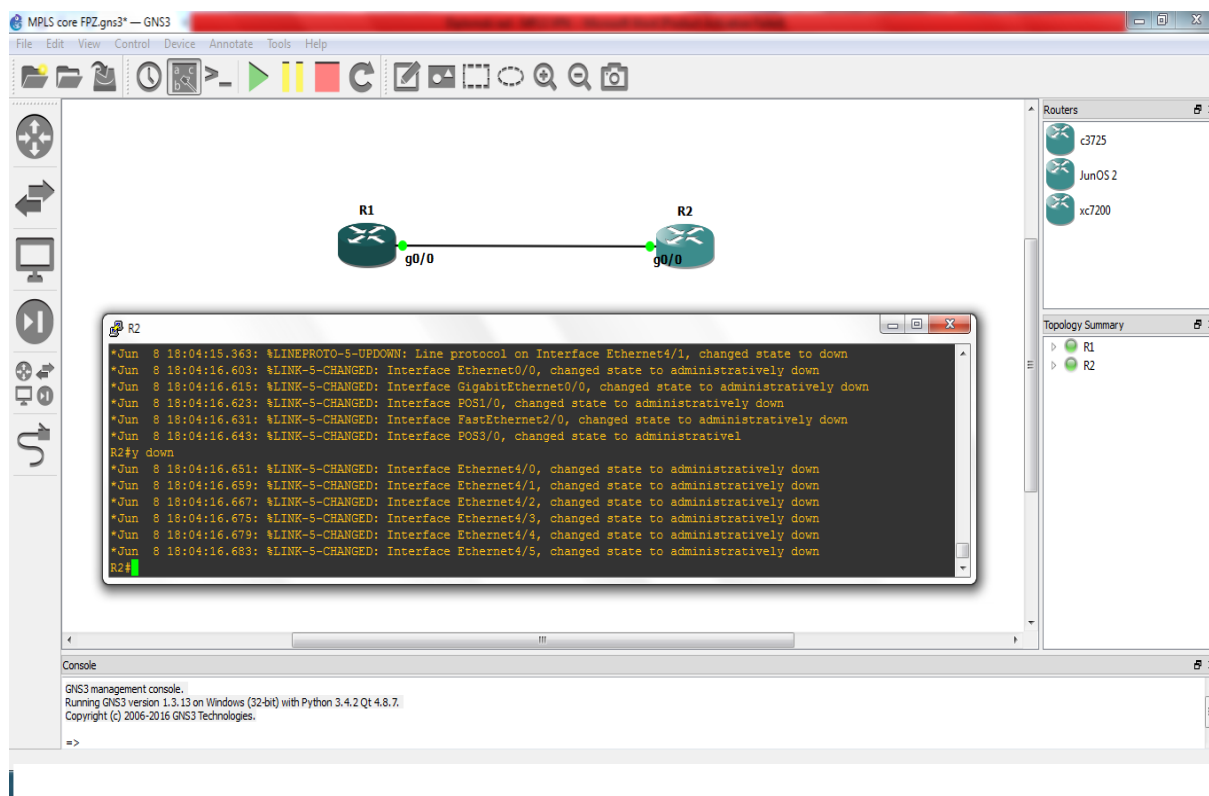 MPLS core FPZ.gns3* — GNS3
File Edit View Control Device Annotate Tools Help
Routers
c3725
JunOS 2
xc7200
R1
R2
g0/0
g0/0
Topology Summary
R1
R2
R2
*Jun  8 18:04:15.363: %LINEPROTO-5-UPDOWN: Line protocol on Interface Ethernet4/1, changed state to down
*Jun  8 18:04:16.603: %LINK-5-CHANGED: Interface Ethernet0/0, changed state to administratively down
*Jun  8 18:04:16.615: %LINK-5-CHANGED: Interface GigabitEthernet0/0, changed state to administratively down
*Jun  8 18:04:16.623: %LINK-5-CHANGED: Interface POS1/0, changed state to administratively down
*Jun  8 18:04:16.631: %LINK-5-CHANGED: Interface FastEthernet2/0, changed state to administratively down
*Jun  8 18:04:16.643: %LINK-5-CHANGED: Interface POS3/0, changed state to administrativel
R2#y down
*Jun  8 18:04:16.651: %LINK-5-CHANGED: Interface Ethernet4/0, changed state to administratively down
*Jun  8 18:04:16.659: %LINK-5-CHANGED: Interface Ethernet4/1, changed state to administratively down
*Jun  8 18:04:16.667: %LINK-5-CHANGED: Interface Ethernet4/2, changed state to administratively down
*Jun  8 18:04:16.675: %LINK-5-CHANGED: Interface Ethernet4/3, changed state to administratively down
*Jun  8 18:04:16.679: %LINK-5-CHANGED: Interface Ethernet4/4, changed state to administratively down
*Jun  8 18:04:16.683: %LINK-5-CHANGED: Interface Ethernet4/5, changed state to administratively down
R2#
Console
GNS3 management console.
Running GNS3 version 1.3.13 on Windows (32-bit) with Python 3.4.2 Qt 4.8.7.
Copyright (c) 2006-2016 GNS3 Technologies.
=>